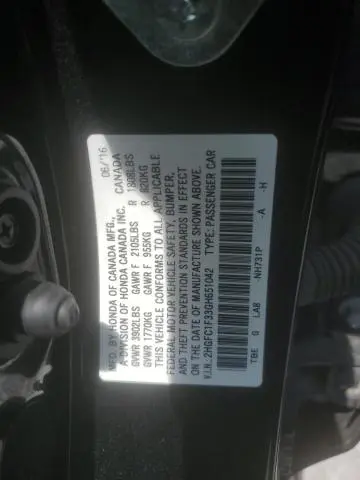 MFD. BY HONDA OF CANADA MFG., 06/'16
A-DIVISION OF HONDA CANADA INC. CANADA
GVWR 3902LBS GAWR F 2105LBS R 1808LBS
GVWR 1770KG GAWR F 955KG R 820KG
THIS VEHICLE CONFORMS TO ALL APPLICABLE
FEDERAL MOTOR VEHICLE SAFETY, BUMPER,
AND THEFT PREVENTION STANDARDS IN EFFECT
ON THE DATE OF MANUFACTURE SHOWN ABOVE.
V.I.N.: 2HGFC1F33GH651042 TYPE: PASSENGER CAR
TBE G LA8 NH731P -A -H